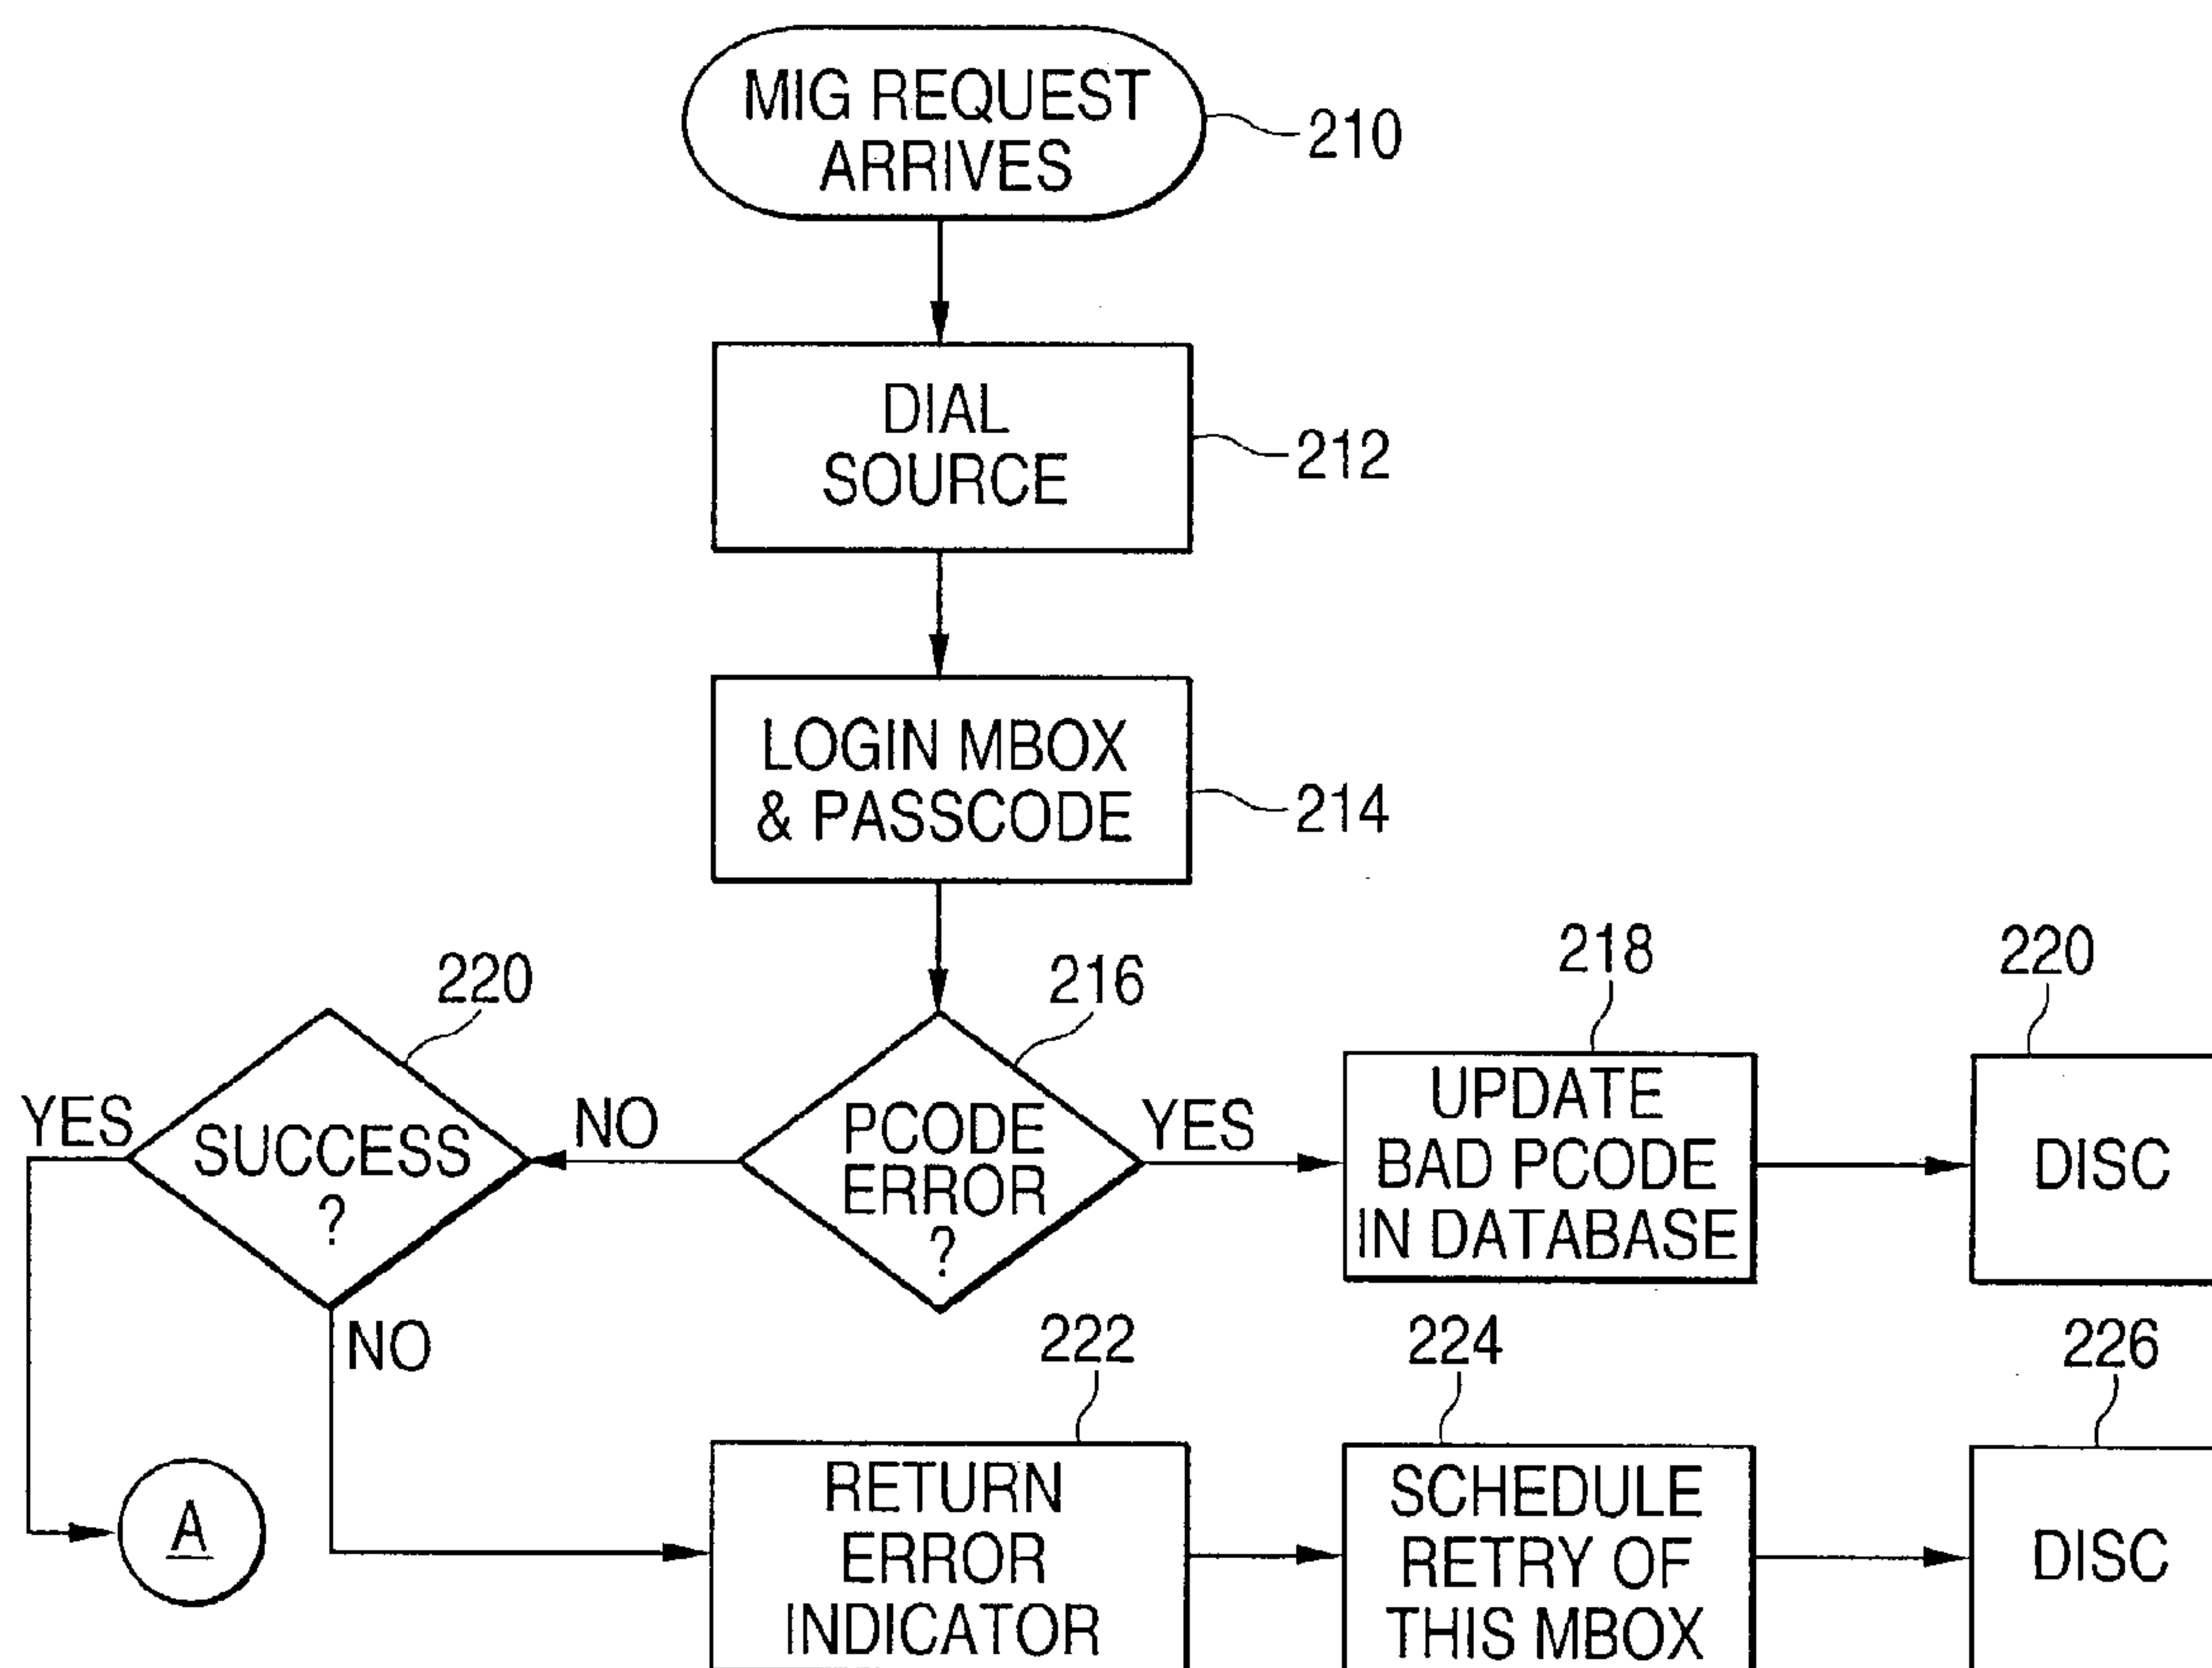 MIG REQUEST
ARRIVES
210
DIAL
SOURCE
212
LOGIN MBOX
& PASSCODE
214
220
216
218
220
YES
SUCCESS
?
NO
PCODE
ERROR
?
YES
UPDATE
BAD PCODE
IN DATABASE
DISC
NO
222
224
226
A
RETURN
ERROR
INDICATOR
SCHEDULE
RETRY OF
THIS MBOX
DISC